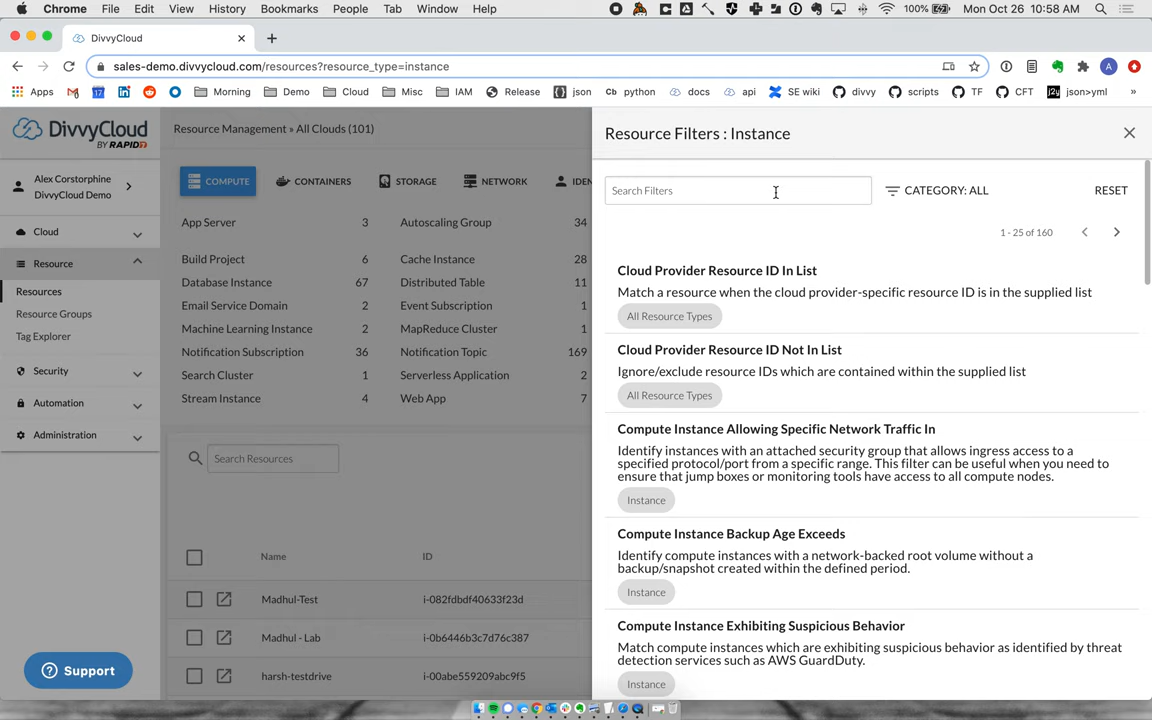 Chrome File Edit View History Bookmarks People Tab Window Help 100% Mon Oct 26 10:58 AM
DivvyCloud
sales-demo.divvycloud.com/resources?resource_type=instance
Apps Morning Demo Cloud Misc IAM Release json python docs api SE wiki divvy scripts TF CFT json>yml »
DivvyCloud
BY RAPID7
Alex Corstorphine
DivvyCloud Demo
Cloud
Resource
Resources
Resource Groups
Tag Explorer
Security
Automation
Administration
Support
Resource Management » All Clouds (101)
COMPUTE CONTAINERS STORAGE NETWORK IDEN
App Server 3 Autoscaling Group 34
Build Project 6 Cache Instance 28
Database Instance 67 Distributed Table 11
Email Service Domain 2 Event Subscription 1
Machine Learning Instance 2 MapReduce Cluster 1
Notification Subscription 36 Notification Topic 169
Search Cluster 1 Serverless Application 2
Stream Instance 4 Web App 7
Search Resources
Name ID
Madhul-Test i-082fdbdf40633f23d
Madhul - Lab i-0b6446b3c7d76c387
harsh-testdrive i-00abe559209abc9f5
Resource Filters : Instance
Search Filters CATEGORY: ALL RESET
1 - 25 of 160
Cloud Provider Resource ID In List
Match a resource when the cloud provider-specific resource ID is in the supplied list
All Resource Types
Cloud Provider Resource ID Not In List
Ignore/exclude resource IDs which are contained within the supplied list
All Resource Types
Compute Instance Allowing Specific Network Traffic In
Identify instances with an attached security group that allows ingress access to a
specified protocol/port from a specific range. This filter can be useful when you need to
ensure that jump boxes or monitoring tools have access to all compute nodes.
Instance
Compute Instance Backup Age Exceeds
Identify compute instances with a network-backed root volume without a
backup/snapshot created within the defined period.
Instance
Compute Instance Exhibiting Suspicious Behavior
Match compute instances which are exhibiting suspicious behavior as identified by threat
detection services such as AWS GuardDuty.
Instance